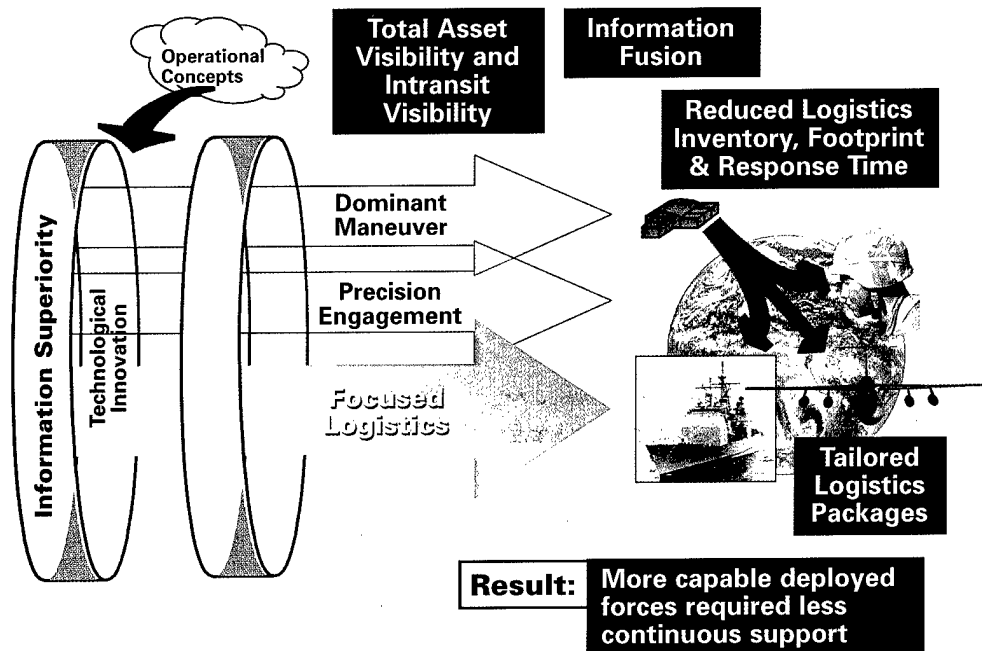 Operational
Concepts
Total Asset
Visibility and
Intransit
Visibility
Information
Fusion
Reduced Logistics
Inventory, Footprint
& Response Time
Information Superiority
Technological
Innovation
Dominant
Maneuver
Precision
Engagement
Focused
Logistics
Tailored
Logistics
Packages
Result:
More capable deployed
forces required less
continuous support